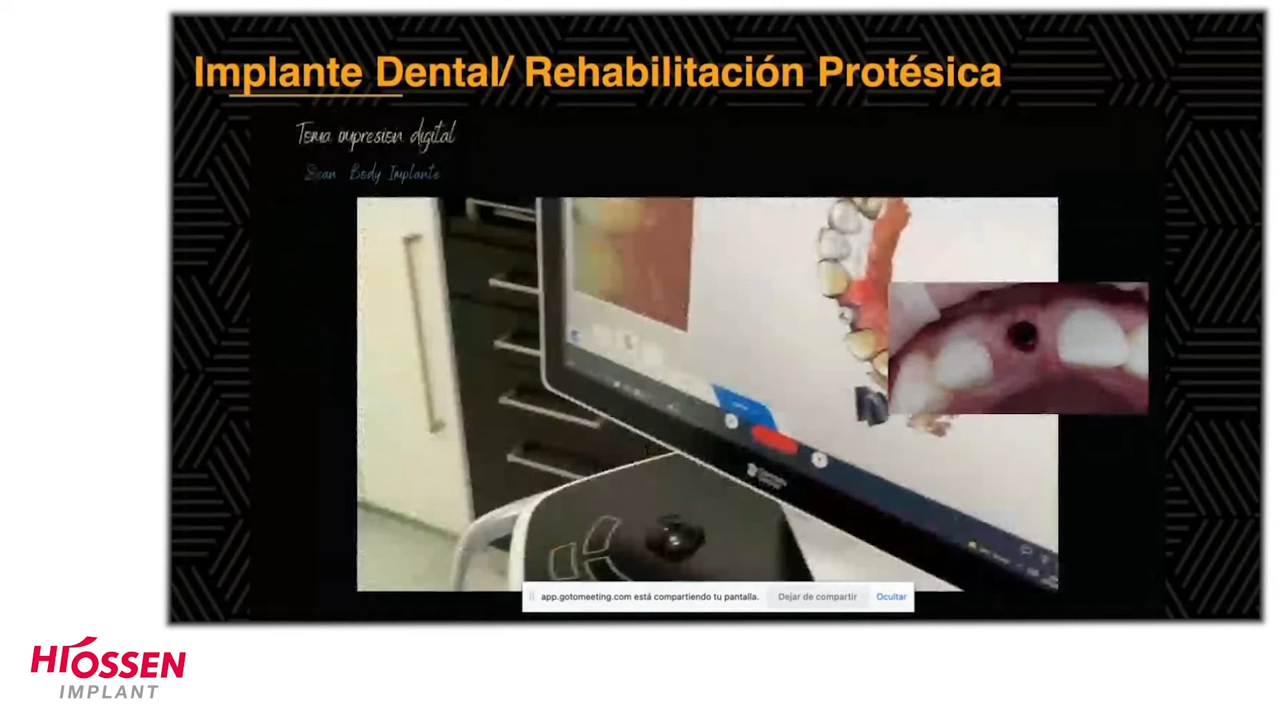 Implante Dental/ Rehabilitación Protésica
Toma impresion digital
Scan Body Implante
app.gotomeeting.com está compartiendo tu pantalla.
Dejar de compartir
Ocultar
HIOSSEN
IMPLANT